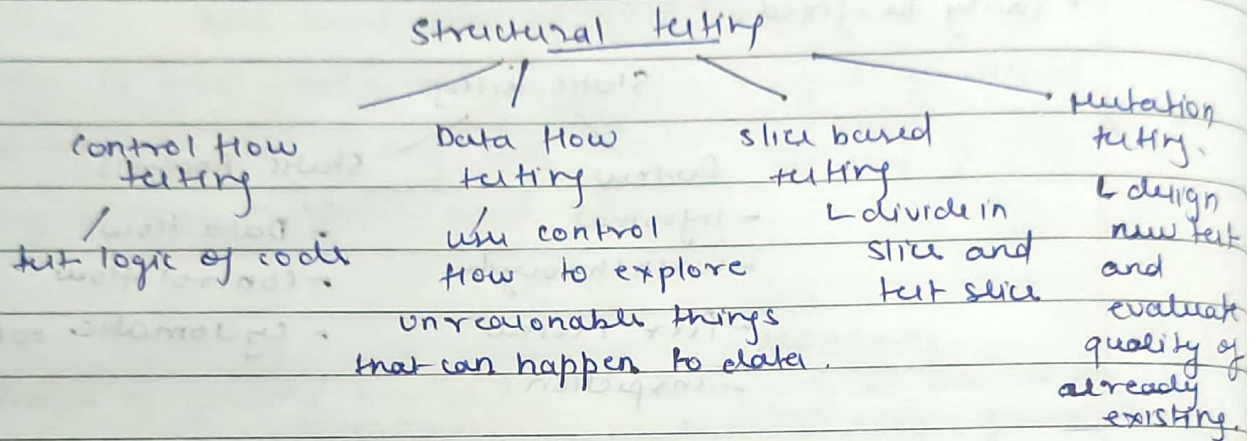 Structural testing
Control flow
testing
test logic of code
Data flow
testing
use control
flow to explore
unreasonable things
that can happen to data.
slice based
testing
divide in
slice and
test slice
Mutation
testing.
design
new test
and
evaluate
quality of
already
existing.